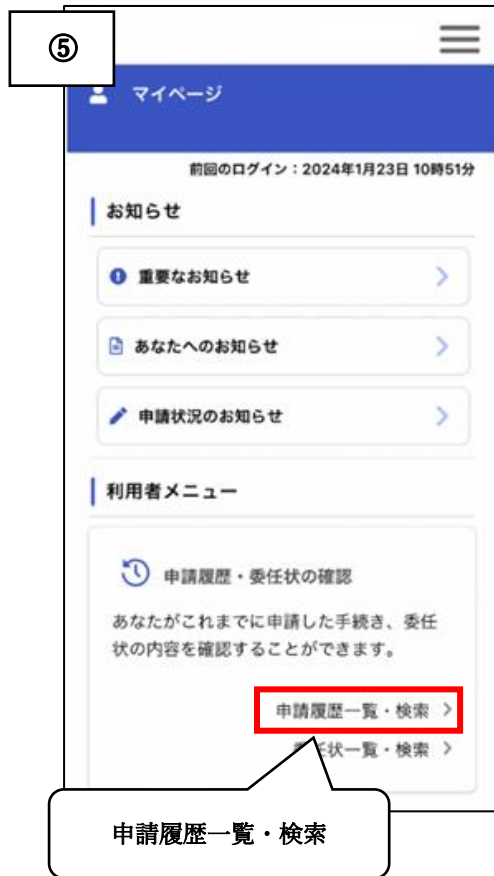 ⑤
マイページ
前回のログイン：2024年1月23日 10時51分
お知らせ
重要なお知らせ
あなたへのお知らせ
申請状況のお知らせ
利用者メニュー
申請履歴・委任状の確認
あなたがこれまでに申請した手続き、委任
状の内容を確認することができます。
申請履歴一覧・検索
任状一覧・検索
申請履歴一覧・検索